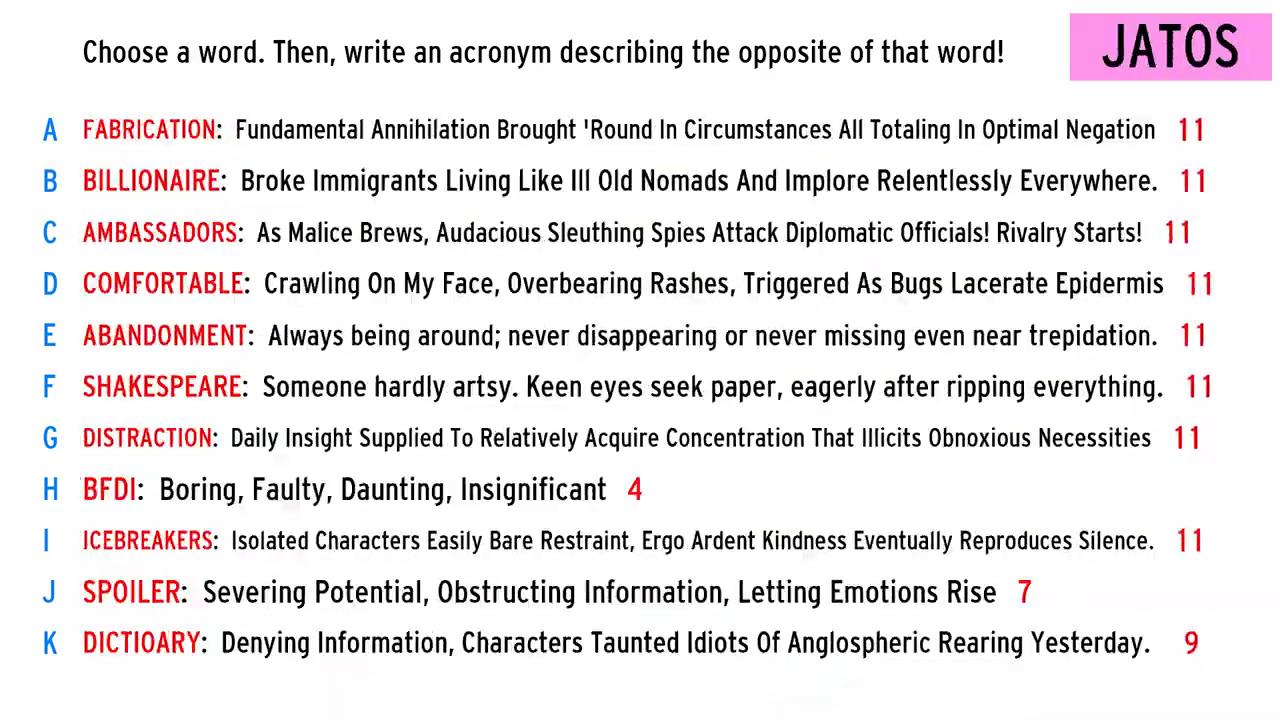 Choose a word. Then, write an acronym describing the opposite of that word!
JATOS
A FABRICATION: Fundamental Annihilation Brought 'Round In Circumstances All Totaling In Optimal Negation 11
B BILLIONAIRE: Broke Immigrants Living Like Ill Old Nomads And Implore Relentlessly Everywhere. 11
C AMBASSADORS: As Malice Brews, Audacious Sleuthing Spies Attack Diplomatic Officials! Rivalry Starts! 11
D COMFORTABLE: Crawling On My Face, Overbearing Rashes, Triggered As Bugs Lacerate Epidermis 11
E ABANDONMENT: Always being around; never disappearing or never missing even near trepidation. 11
F SHAKESPEARE: Someone hardly artsy. Keen eyes seek paper, eagerly after ripping everything. 11
G DISTRACTION: Daily Insight Supplied To Relatively Acquire Concentration That Illicits Obnoxious Necessities 11
H BFDI: Boring, Faulty, Daunting, Insignificant 4
I ICEBREAKERS: Isolated Characters Easily Bare Restraint, Ergo Ardent Kindness Eventually Reproduces Silence. 11
J SPOILER: Severing Potential, Obstructing Information, Letting Emotions Rise 7
K DICTIOARY: Denying Information, Characters Taunted Idiots Of Anglospheric Rearing Yesterday. 9